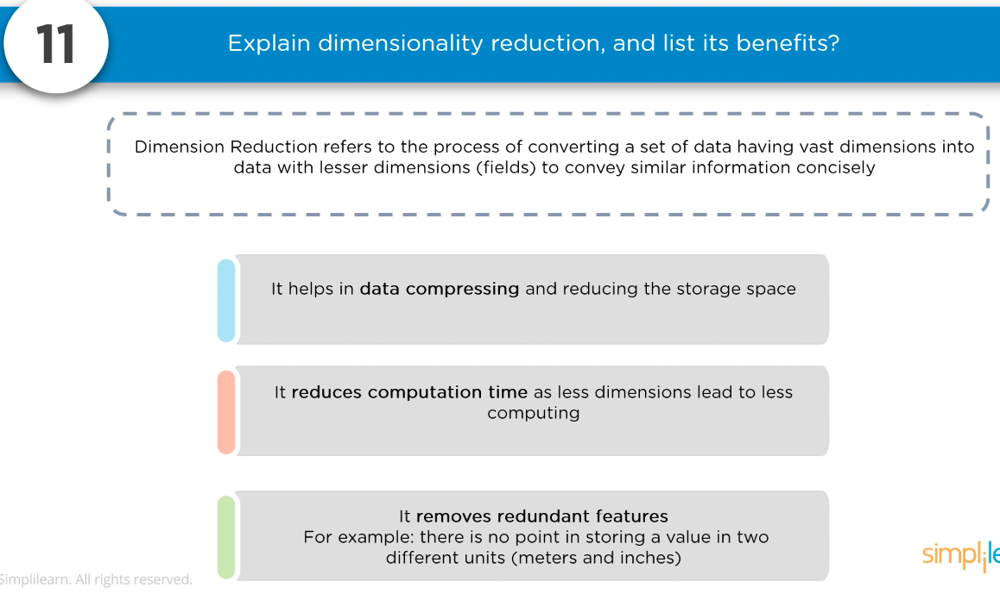 11
Explain dimensionality reduction, and list its benefits?
Dimension Reduction refers to the process of converting a set of data having vast dimensions into
data with lesser dimensions (fields) to convey similar information concisely
It helps in data compressing and reducing the storage space
It reduces computation time as less dimensions lead to less
computing
It removes redundant features
For example: there is no point in storing a value in two
different units (meters and inches)
simplile
Simplilearn. All rights reserved.